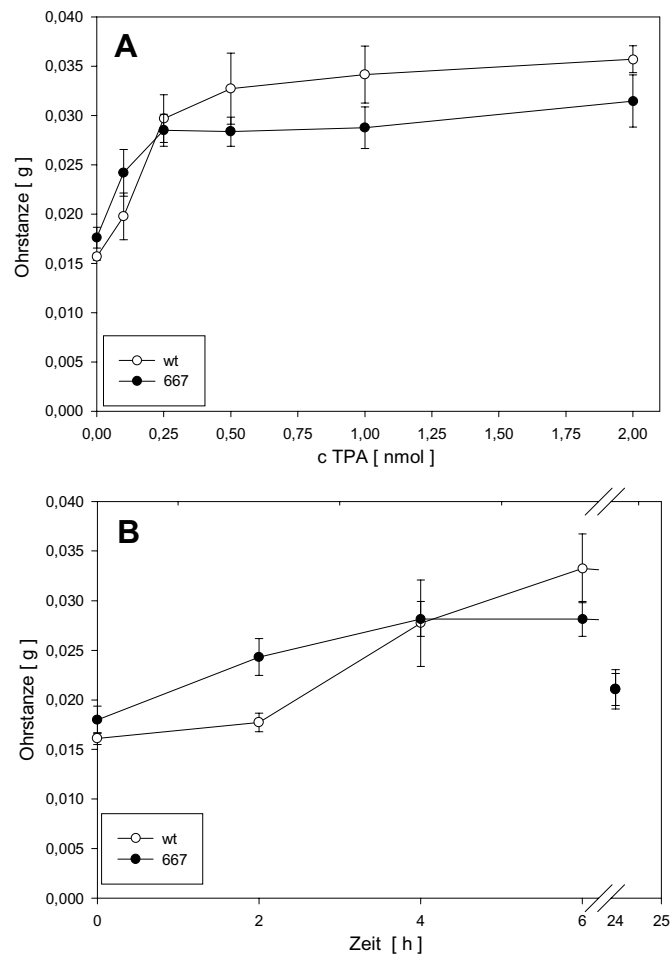 A
Ohrstanze [ g ]
0,040
0,035
0,030
0,025
0,020
0,015
0,010
0,005
0,000
wt
667
0,00 0,25 0,50 0,75 1,00 1,25 1,50 1,75 2,00
c TPA [ nmol ]
B
Ohrstanze [ g ]
0,040
0,035
0,030
0,025
0,020
0,015
0,010
0,005
0,000
wt
667
0 2 4 6 24 25
Zeit [ h ]